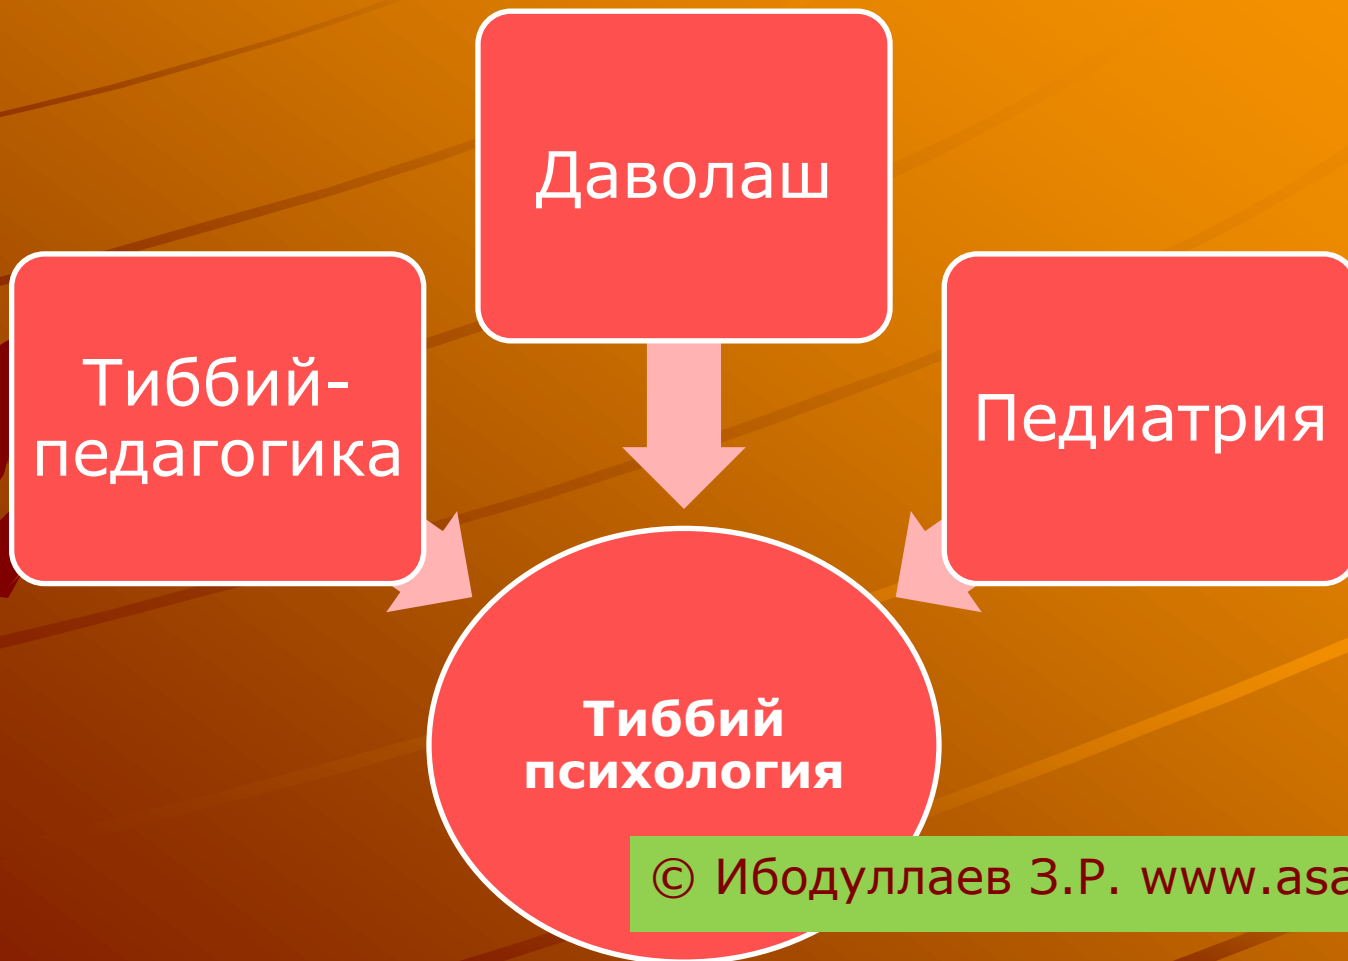 Даволаш
Тиббий-
педагогика
Педиатрия
Тиббий
психология
© Ибодуллаев З.Р. www.asa